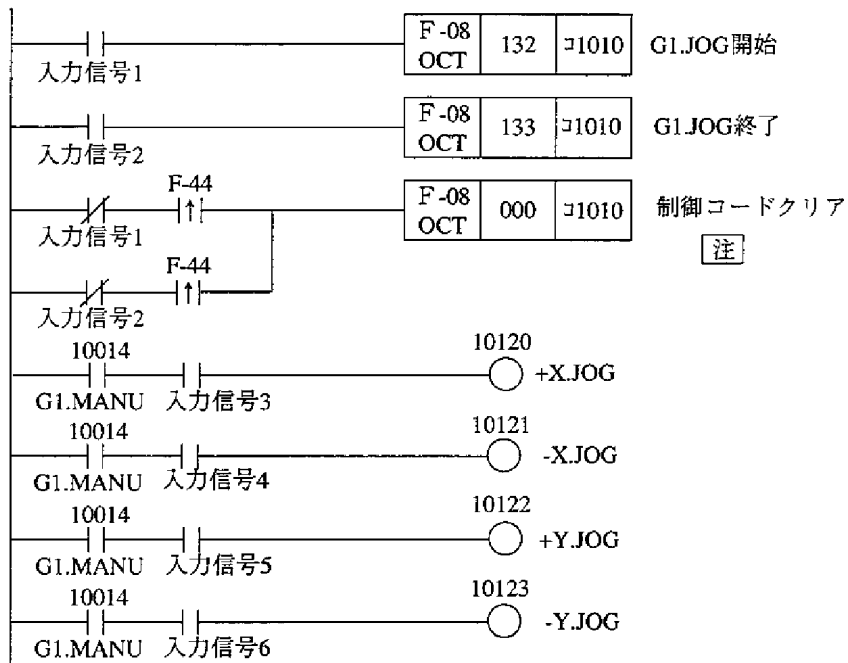 F-08 OCT 132 コ1010 G1.JOG開始
入力信号1
F-08 OCT 133 コ1010 G1.JOG終了
入力信号2
F-44
F-08 OCT 000 コ1010 制御コードクリア
入力信号1
注
F-44
入力信号2
10014 10120
+X.JOG
G1.MANU 入力信号3
10014 10121
-X.JOG
G1.MANU 入力信号4
10014 10122
+Y.JOG
G1.MANU 入力信号5
10014 10123
-Y.JOG
G1.MANU 入力信号6